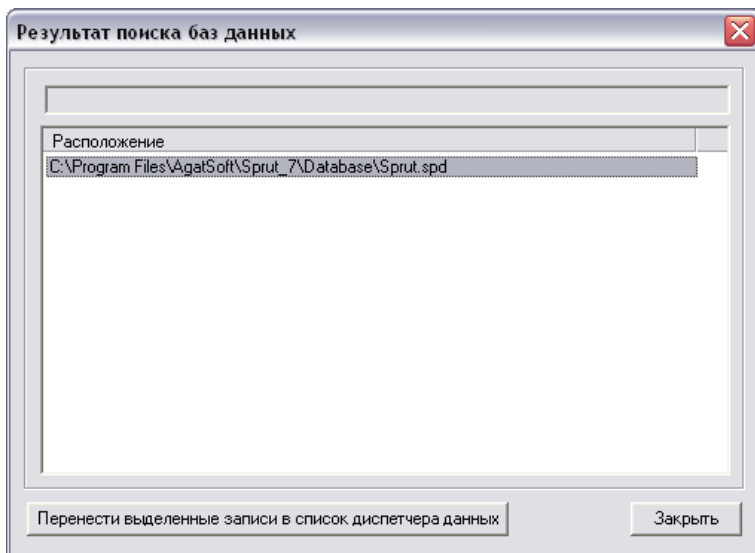 Результат поиска баз данных
Расположение
C:\Program Files\AgatSoft\Sprut_7\Database\Sprut.spd
Перенести выделенные записи в список диспетчера данных
Закрыть